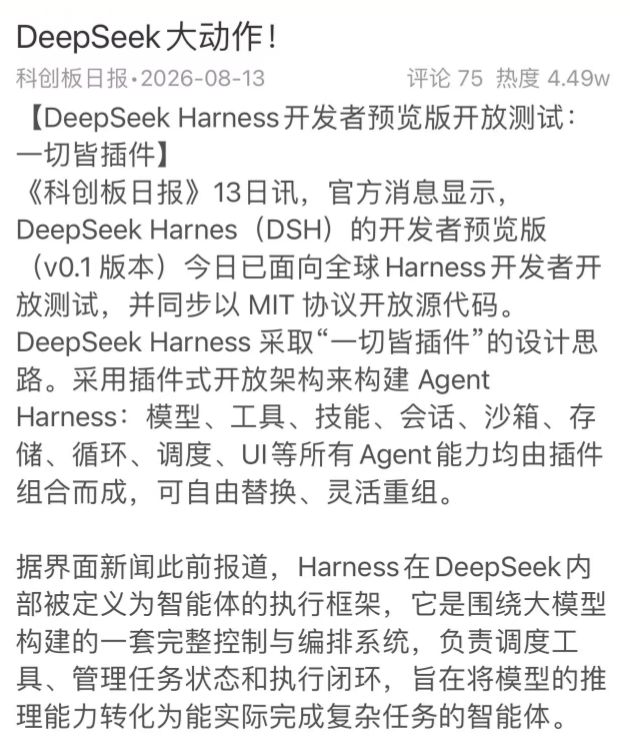 DeepSeek大动作！
科创板日报·2026-08-13 评论 75 热度 4.49w
【DeepSeek Harness开发者预览版开放测试：
一切皆插件】
《科创板日报》13日讯，官方消息显示，
DeepSeek Harnes（DSH）的开发者预览版
（v0.1 版本）今日已面向全球Harness开发者开
放测试，并同步以 MIT 协议开放源代码。
DeepSeek Harness 采取“一切皆插件”的设计思
路。采用插件式开放架构来构建 Agent
Harness：模型、工具、技能、会话、沙箱、存
储、循环、调度、UI等所有Agent能力均由插件
组合而成，可自由替换、灵活重组。
据界面新闻此前报道，Harness在DeepSeek内
部被定义为智能体的执行框架，它是围绕大模型
构建的一套完整控制与编排系统，负责调度工
具、管理任务状态和执行闭环，旨在将模型的推
理能力转化为能实际完成复杂任务的智能体。